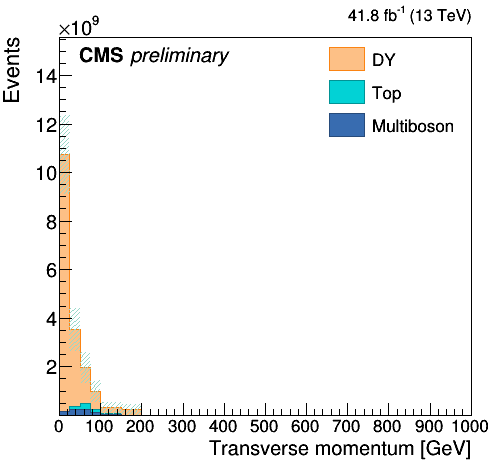 41.8 fb⁻¹ (13 TeV)
×10⁹
CMS preliminary
Events
DY
Top
Multiboson
14
12
10
8
6
4
2
0 100 200 300 400 500 600 700 800 900 1000
Transverse momentum [GeV]